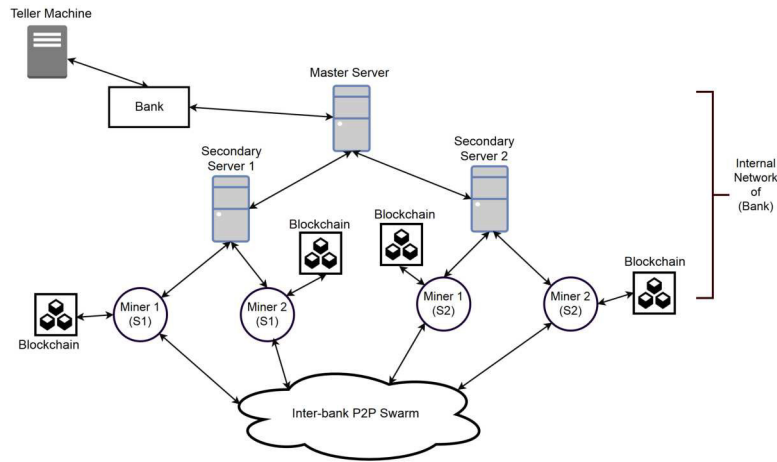 Teller Machine
Master Server
Bank
Secondary
Server 1
Secondary
Server 2
Internal
Network
of
(Bank)
Blockchain
Blockchain
Blockchain
Miner 1
(S1)
Miner 2
(S1)
Miner 1
(S2)
Miner 2
(S2)
Blockchain
Inter-bank P2P Swarm